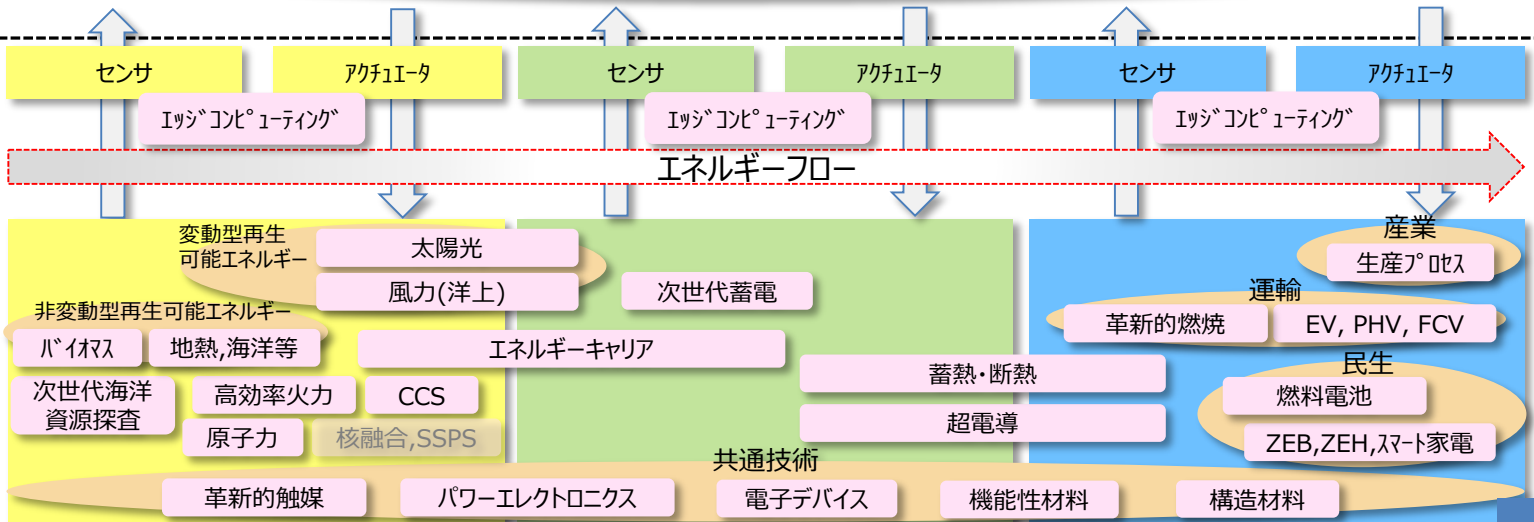 センサ
ｱｸﾁｭｴｰﾀ
センサ
ｱｸﾁｭｴｰﾀ
センサ
ｱｸﾁｭｴｰﾀ
ｴｯｼﾞｺﾝﾋﾟｭｰﾃｨﾝｸﾞ
ｴｯｼﾞｺﾝﾋﾟｭｰﾃｨﾝｸﾞ
ｴｯｼﾞｺﾝﾋﾟｭｰﾃｨﾝｸﾞ
エネルギーフロー
変動型再生
可能エネルギー
太陽光
風力(洋上)
非変動型再生可能エネルギー
ﾊﾞｲｵﾏｽ
地熱,海洋等
次世代海洋
資源探査
高効率火力
CCS
原子力
核融合,SSPS
次世代蓄電
エネルギーキャリア
蓄熱・断熱
超電導
産業
生産ﾌﾟﾛｾｽ
運輸
革新的燃焼
EV, PHV, FCV
民生
燃料電池
ZEB,ZEH,ｽﾏｰﾄ家電
共通技術
革新的触媒
パワーエレクトロニクス
電子デバイス
機能性材料
構造材料